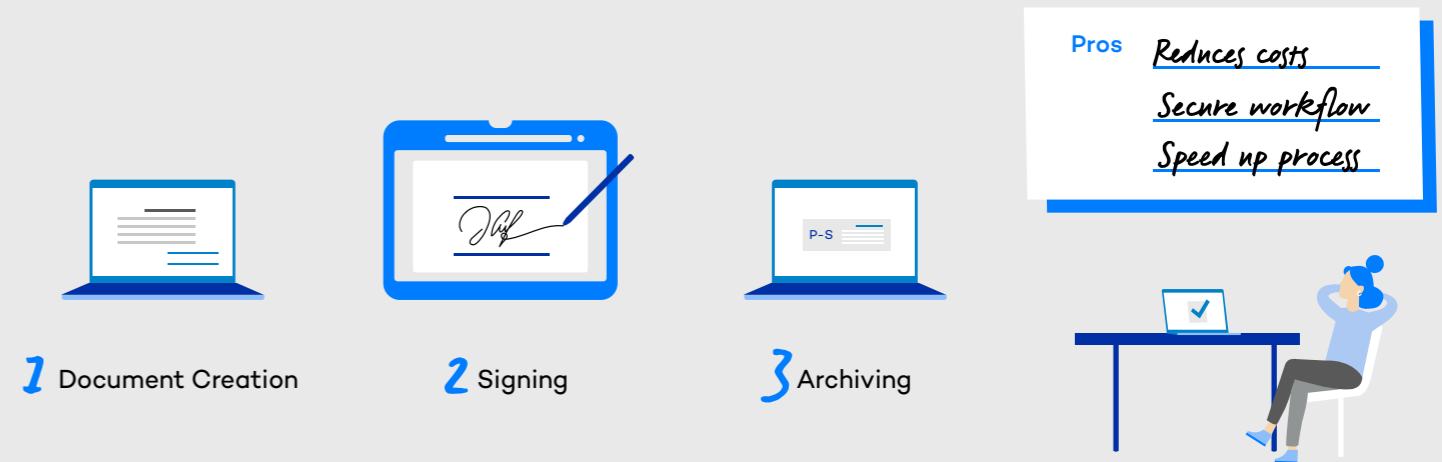 Pros
Reduces costs
Secure workflow
Speed up process
P-S
1 Document Creation
2 Signing
3 Archiving